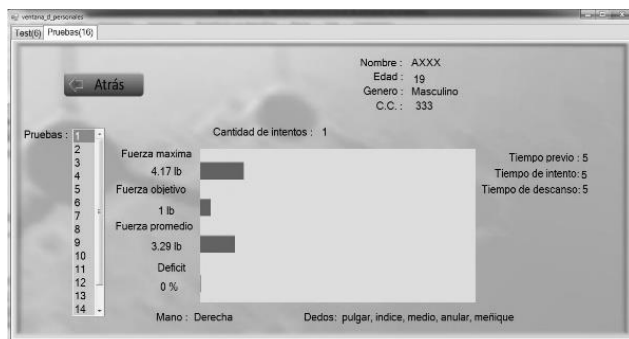 ventana_d_personales
Test(6) Pruebas(16)
Atrás
Nombre : AXXX
Edad : 19
Genero : Masculino
C.C. : 333
Pruebas :
1
2
3
4
5
6
7
8
9
10
11
12
13
14
Cantidad de intentos : 1
Fuerza maxima
4.17 lb
Fuerza objetivo
1 lb
Fuerza promedio
3.29 lb
Deficit
0 %
Tiempo previo : 5
Tiempo de intento: 5
Tiempo de descanso: 5
Mano : Derecha
Dedos: pulgar, indice, medio, anular, meñique